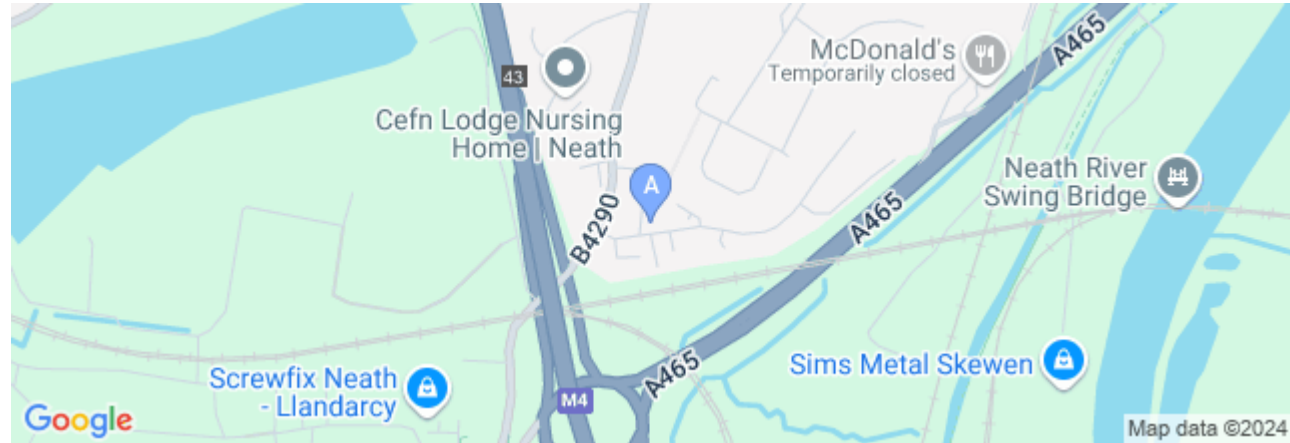 McDonald's
Temporarily closed
A465
43
Cefn Lodge Nursing
Home | Neath
Neath River
Swing Bridge
A
A465
B4290
Sims Metal Skewen
A465
Screwfix Neath
- Llandarcy
M4
Google
Map data ©2024